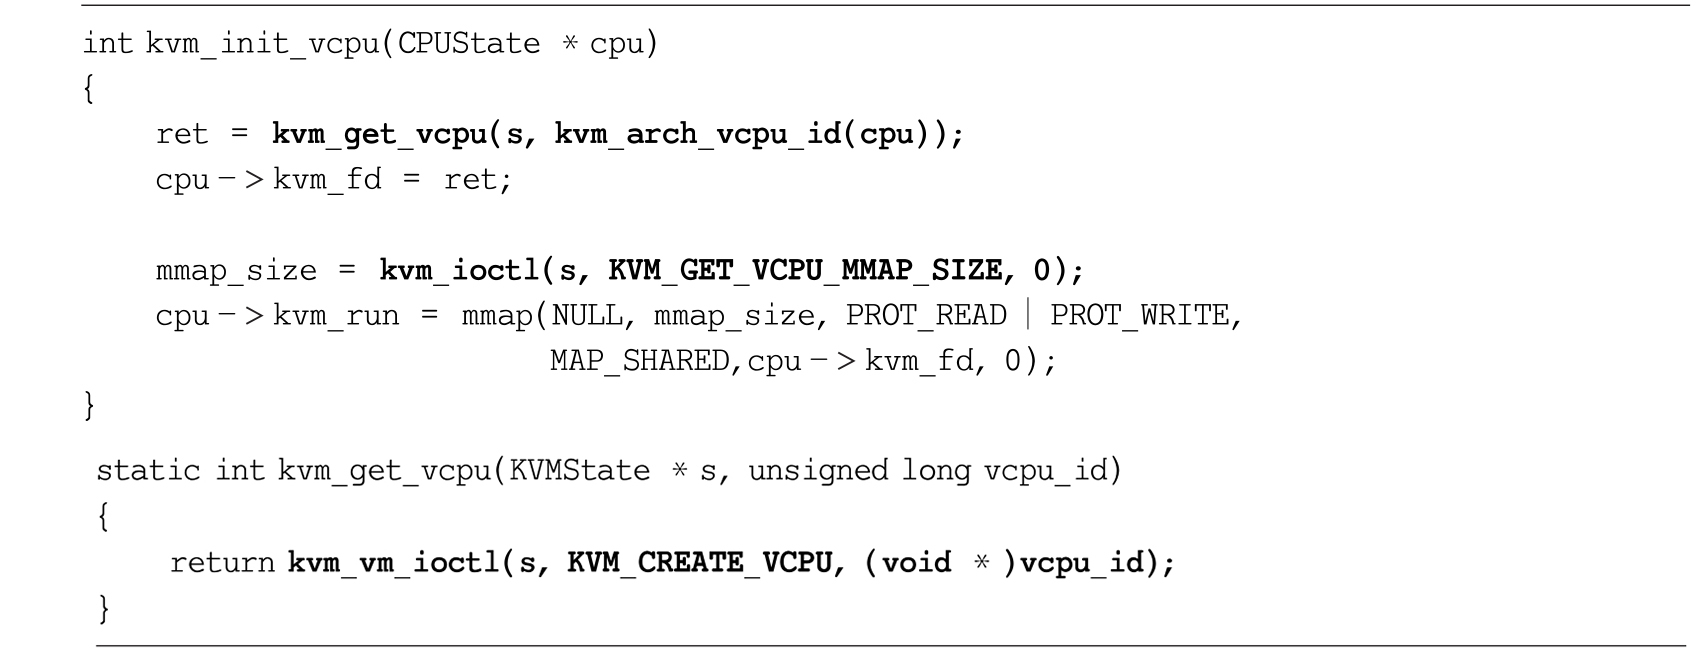 int kvm_init_vcpu(CPUState * cpu)
{
ret = kvm_get_vcpu(s, kvm_arch_vcpu_id(cpu));
cpu->kvm_fd = ret;
mmap_size = kvm_ioctl(s, KVM_GET_VCPU_MMAP_SIZE, 0);
cpu->kvm_run = mmap(NULL, mmap_size, PROT_READ | PROT_WRITE,
MAP_SHARED,cpu->kvm_fd, 0);
}
static int kvm_get_vcpu(KVMState * s, unsigned long vcpu_id)
{
return kvm_vm_ioctl(s, KVM_CREATE_VCPU, (void * )vcpu_id);
}